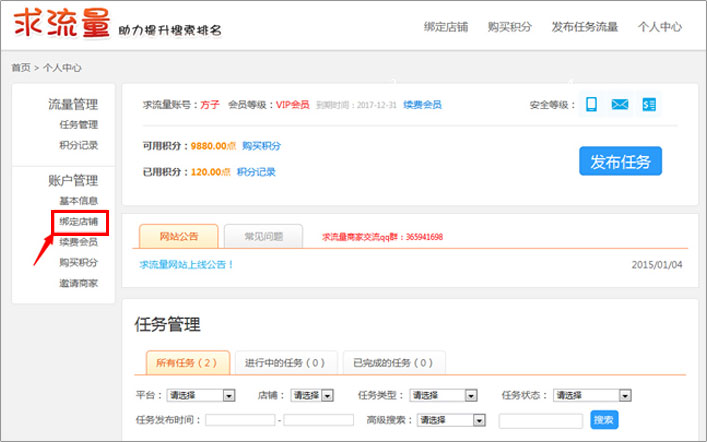 求流量 助力提升搜索排名 绑定店铺 购买积分 发布任务流量 个人中心
首页 > 个人中心
流量管理
任务管理
积分记录
账户管理
基本信息
绑定店铺
续费会员
购买积分
邀请商家
求流量账号：方子 会员等级：VIP会员 到期时间：2017-12-31 续费会员 安全等级：
可用积分：9880.00点 购买积分
已用积分：120.00点 积分记录
发布任务
网站公告 常见问题 求流量商家交流qq群：365941698
求流量网站上线公告！ 2015/01/04
任务管理
所有任务（2） 进行中的任务（0） 已完成的任务（0）
平台： 请选择 店铺： 请选择 任务类型： 请选择 任务状态： 请选择
任务发布时间： - 高级搜索： 请选择 搜索